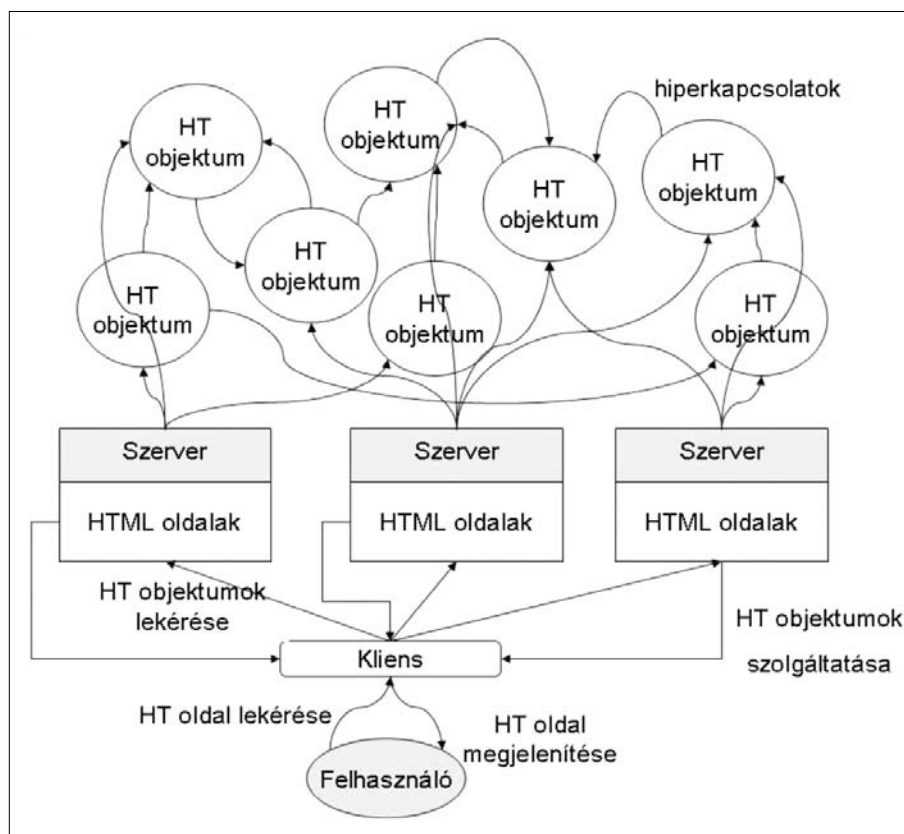 hiperkapcsolatok
HT
objektum
HT
objektum
HT
objektum
HT
objektum
HT
objektum
HT
objektum
HT
objektum
HT
objektum
Szerver
Szerver
Szerver
HTML oldalak
HTML oldalak
HTML oldalak
HT objektumok
lekérése
HT objektumok
szolgáltatása
Kliens
HT oldal lekérése
HT oldal
megjelenítése
Felhasználó